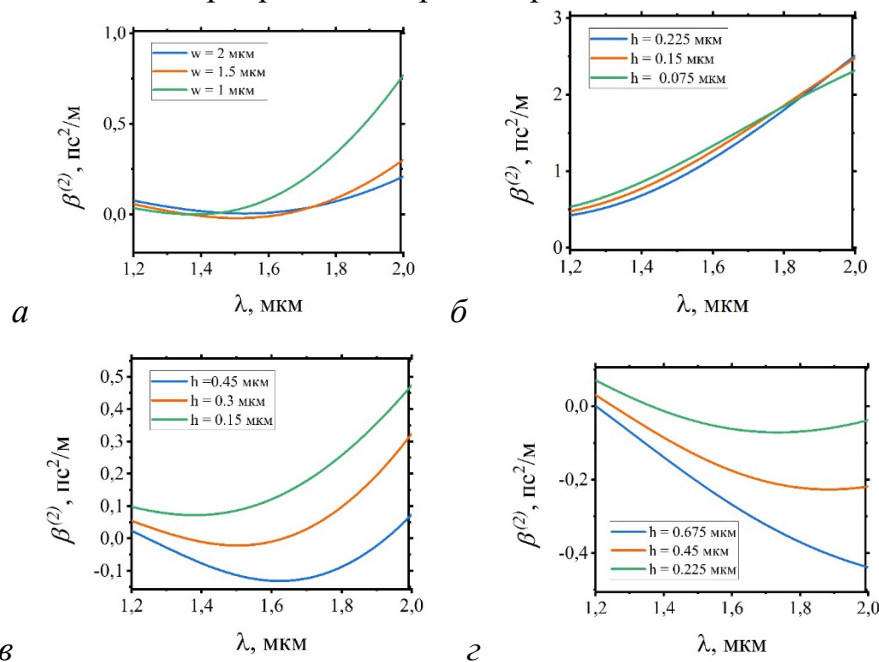 1,0
0,5
0,0
β(2), пс²/м
w = 2 мкм
w = 1.5 мкм
w = 1 мкм
1,2 1,4 1,6 1,8 2,0
λ, мкм
а
3
2
1
0
β(2), пс²/м
h = 0.225 мкм
h = 0.15 мкм
h = 0.075 мкм
1,2 1,4 1,6 1,8 2,0
λ, мкм
б
0,5
0,4
0,3
0,2
0,1
0,0
-0,1
β(2), пс²/м
h =0.45 мкм
h = 0.3 мкм
h = 0.15 мкм
1,2 1,4 1,6 1,8 2,0
λ, мкм
в
0,0
-0,2
-0,4
β(2), пс²/м
h = 0.675 мкм
h = 0.45 мкм
h = 0.225 мкм
1,2 1,4 1,6 1,8 2,0
λ, мкм
г